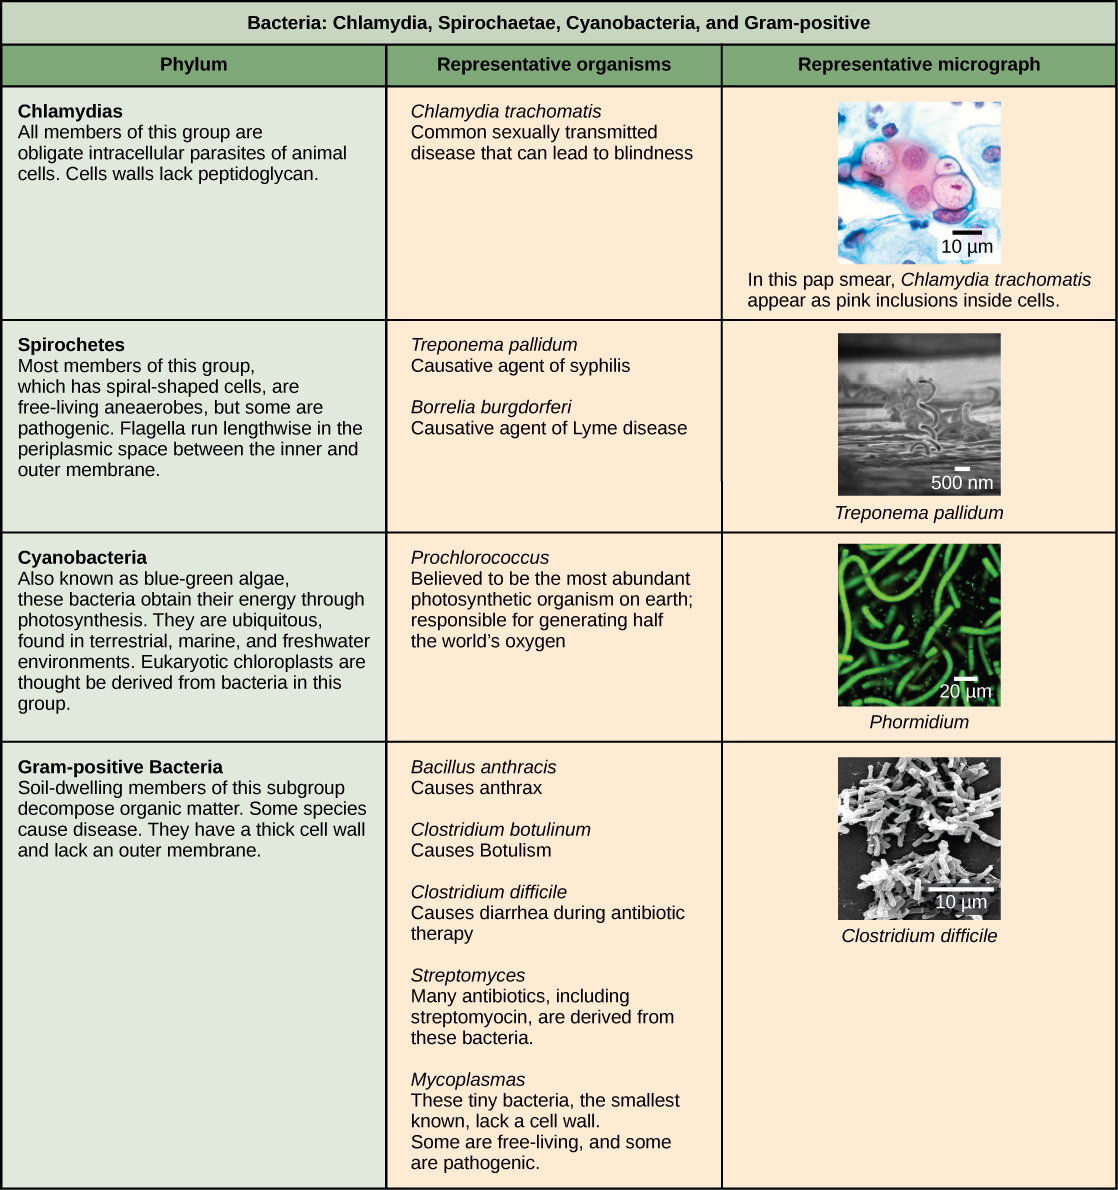 Bacteria: Chlamydia, Spirochaetae, Cyanobacteria, and Gram-positive
Phylum
Representative organisms
Representative micrograph
Chlamydias
All members of this group are
obligate intracellular parasites of animal
cells. Cells walls lack peptidoglycan.
Chlamydia trachomatis
Common sexually transmitted
disease that can lead to blindness
10 µm
In this pap smear, Chlamydia trachomatis
appear as pink inclusions inside cells.
Spirochetes
Most members of this group,
which has spiral-shaped cells, are
free-living aneaerobes, but some are
pathogenic. Flagella run lengthwise in the
periplasmic space between the inner and
outer membrane.
Treponema pallidum
Causative agent of syphilis
Borrelia burgdorferi
Causative agent of Lyme disease
500 nm
Treponema pallidum
Cyanobacteria
Also known as blue-green algae,
these bacteria obtain their energy through
photosynthesis. They are ubiquitous,
found in terrestrial, marine, and freshwater
environments. Eukaryotic chloroplasts are
thought be derived from bacteria in this
group.
Prochlorococcus
Believed to be the most abundant
photosynthetic organism on earth;
responsible for generating half
the world’s oxygen
20 µm
Phormidium
Gram-positive Bacteria
Soil-dwelling members of this subgroup
decompose organic matter. Some species
cause disease. They have a thick cell wall
and lack an outer membrane.
Bacillus anthracis
Causes anthrax
Clostridium botulinum
Causes Botulism
Clostridium difficile
Causes diarrhea during antibiotic
therapy
Streptomyces
Many antibiotics, including
streptomyocin, are derived from
these bacteria.
Mycoplasmas
These tiny bacteria, the smallest
known, lack a cell wall.
Some are free-living, and some
are pathogenic.
10 µm
Clostridium difficile